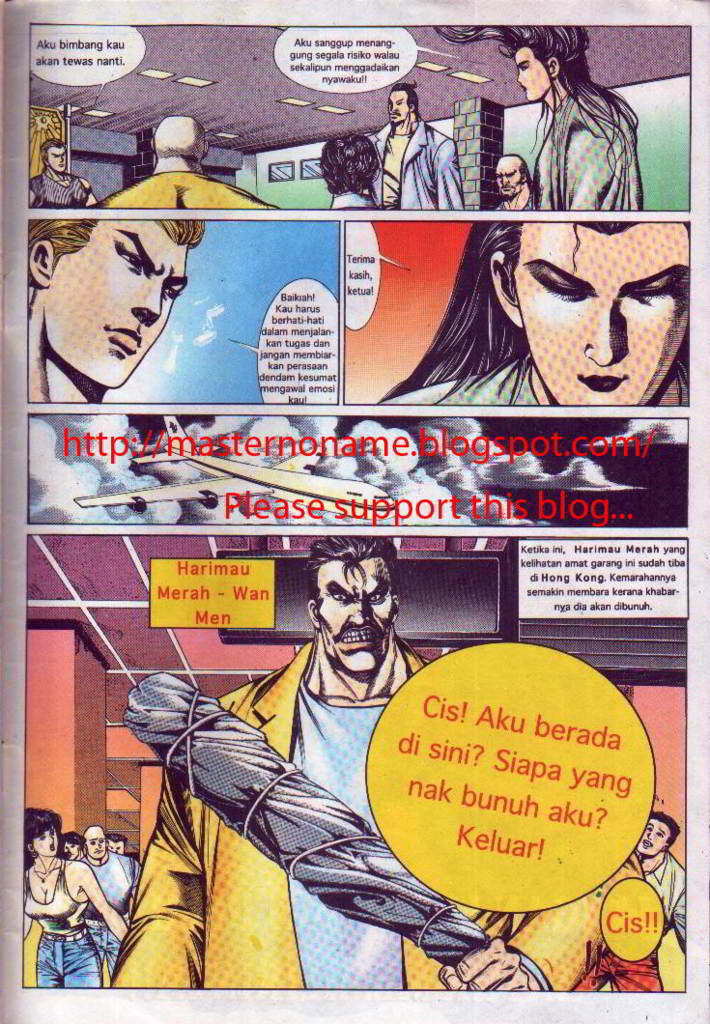 Aku bimbang kau
akan tewas nanti.
Aku sanggup menang-
gung segala risiko walau
sekalipun menggadaikan
nyawaku!!
Baiklah!
Kau harus
berhati-hati
dalam menjalan-
kan tugas dan
jangan membiar-
kan perasaan
dendam kesumat
mengawal emosi
kau!
Terima
kasih,
ketua!
http://masternoname.blogspot.com/
Please support this blog...
Harimau
Merah - Wan
Men
Ketika ini, Harimau Merah yang
kelihatan amat garang ini sudah tiba
di Hong Kong. Kemarahannya
semakin membara kerana khabar-
nya dia akan dibunuh.
Cis! Aku berada
di sini? Siapa yang
nak bunuh aku?
Keluar!
Cis!!